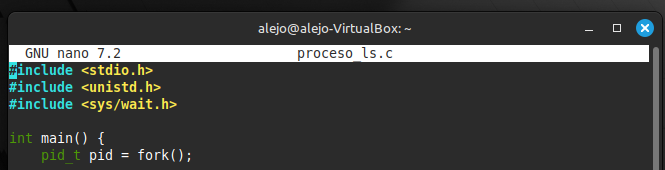 alejo@alejo-VirtualBox: ~
GNU nano 7.2 proceso_ls.c
#include <stdio.h>
#include <unistd.h>
#include <sys/wait.h>
int main() {
    pid_t pid = fork();